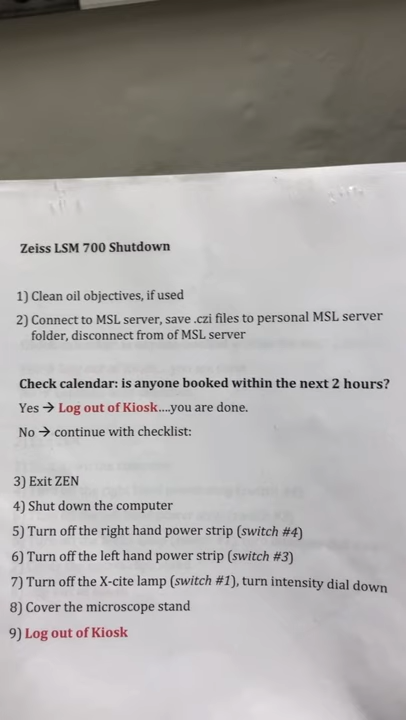 Zeiss LSM 700 Shutdown
1) Clean oil objectives, if used
2) Connect to MSL server, save .czi files to personal MSL server
folder, disconnect from of MSL server
Check calendar: is anyone booked within the next 2 hours?
Yes → Log out of Kiosk....you are done.
No → continue with checklist:
3) Exit ZEN
4) Shut down the computer
5) Turn off the right hand power strip (switch #4)
6) Turn off the left hand power strip (switch #3)
7) Turn off the X-cite lamp (switch #1), turn intensity dial down
8) Cover the microscope stand
9) Log out of Kiosk